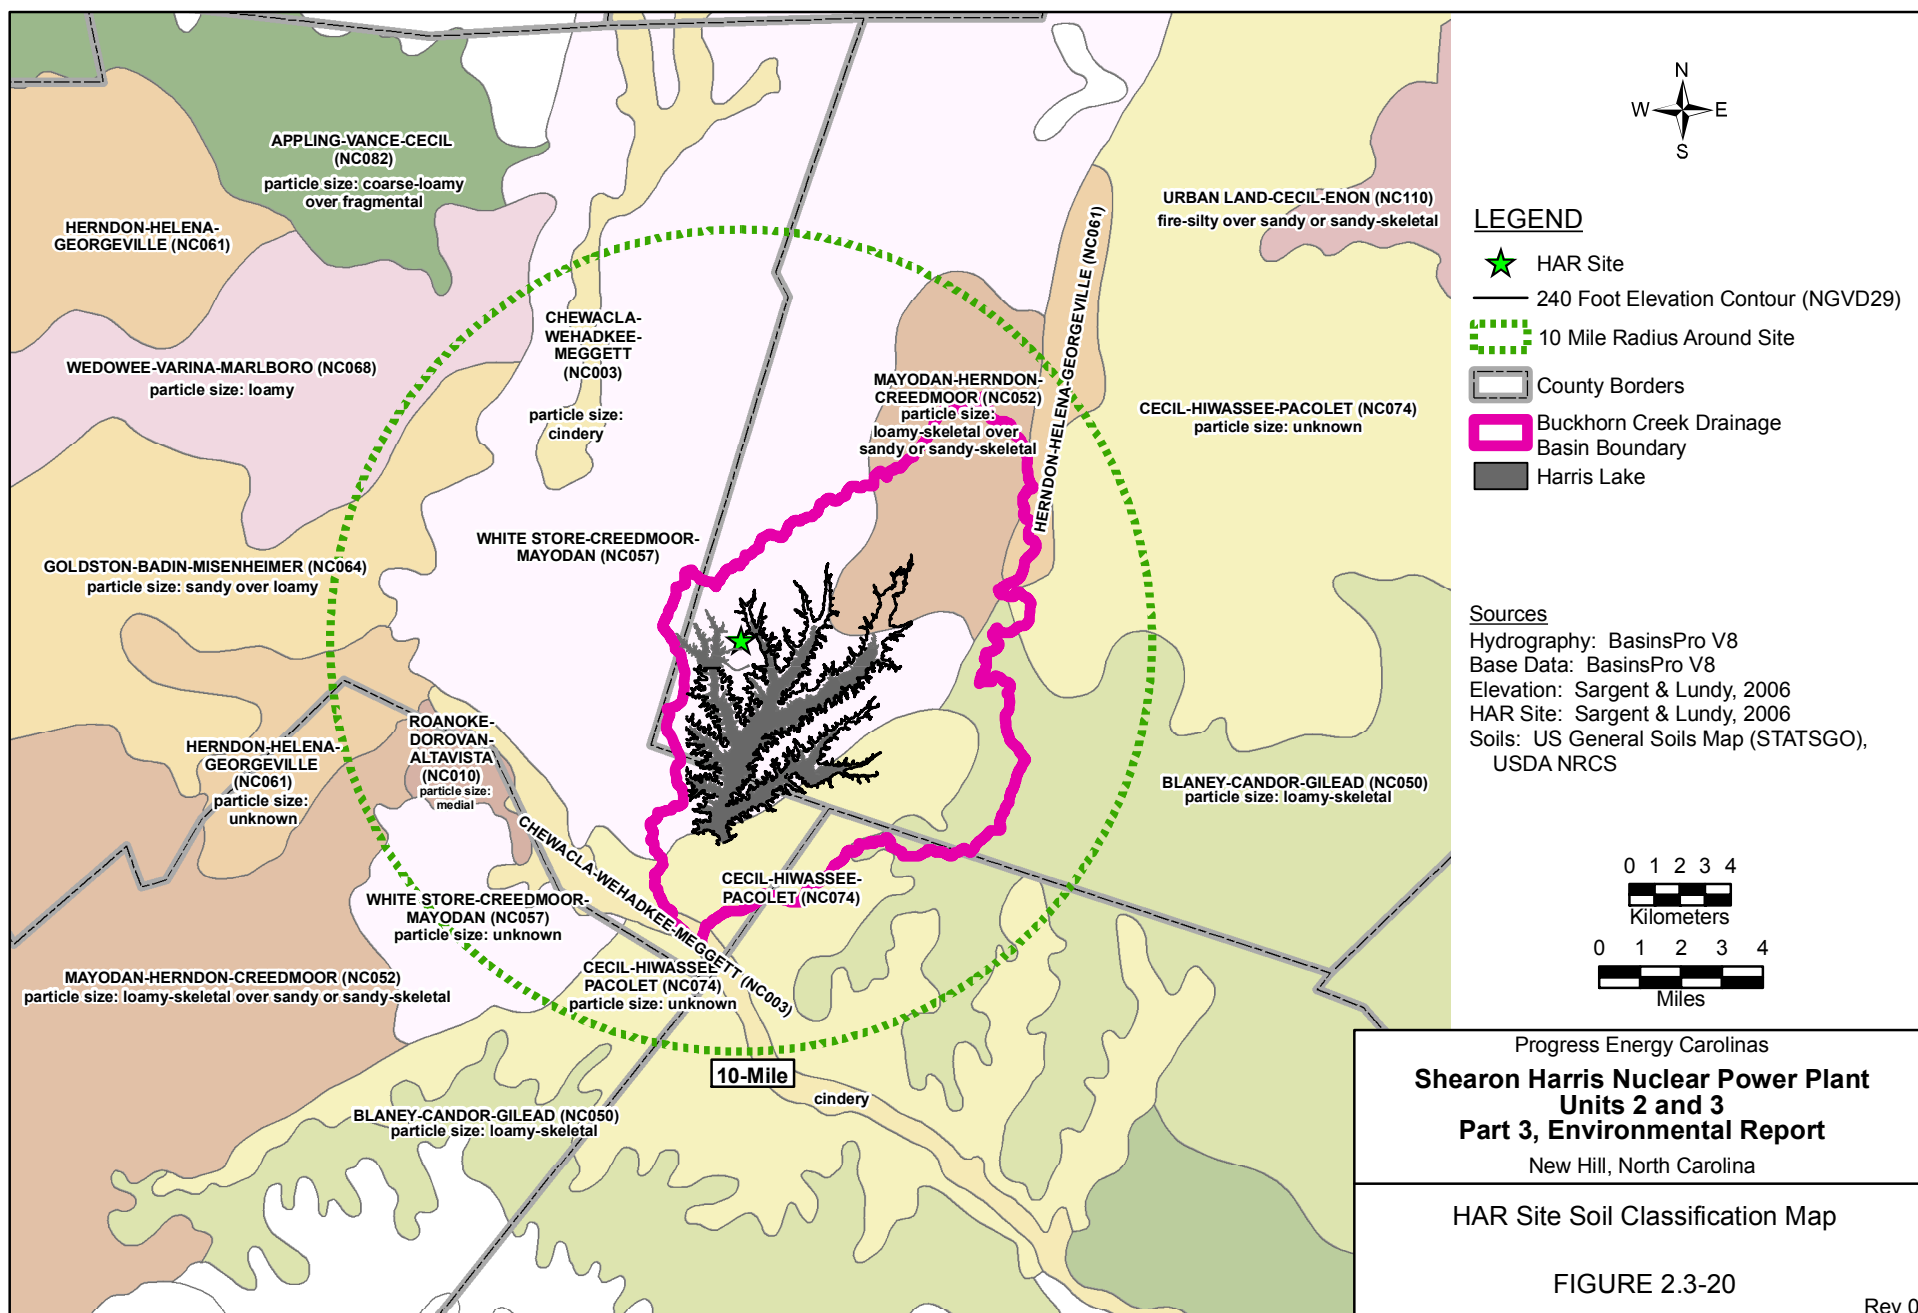 APPLING-VANCE-CECIL
(NC082)
particle size: coarse-loamy
over fragmental
HERNDON-HELENA-
GEORGEVILLE (NC061)
WEDOWEE-VARINA-MARLBORO (NC068)
particle size: loamy
CHEWACLA-
WEHADKEE-
MEGGETT
(NC003)
particle size:
cindery
URBAN LAND-CECIL-ENON (NC110)
fire-silty over sandy or sandy-skeletal
HERNDON-HELENA-GEORGEVILLE (NC061)
MAYODAN-HERNDON-
CREEDMOOR (NC052)
particle size:
loamy-skeletal over
sandy or sandy-skeletal
CECIL-HIWASSEE-PACOLET (NC074)
particle size: unknown
WHITE STORE-CREEDMOOR-
MAYODAN (NC057)
GOLDSTON-BADIN-MISENHEIMER (NC064)
particle size: sandy over loamy
ROANOKE-
DOROVAN-
ALTAVISTA
(NC010)
particle size:
medial
HERNDON-HELENA-
GEORGEVILLE
(NC061)
particle size:
unknown
BLANEY-CANDOR-GILEAD (NC050)
particle size: loamy-skeletal
CHEWACLA-WEHADKEE-MEGGETT (NC003)
CECIL-HIWASSEE-
PACOLET (NC074)
WHITE STORE-CREEDMOOR-
MAYODAN (NC057)
particle size: unknown
MAYODAN-HERNDON-CREEDMOOR (NC052)
particle size: loamy-skeletal over sandy or sandy-skeletal
CECIL-HIWASSEE
PACOLET (NC074)
particle size: unknown
10-Mile
cindery
BLANEY-CANDOR-GILEAD (NC050)
particle size: loamy-skeletal
N
W E
S
LEGEND
HAR Site
240 Foot Elevation Contour (NGVD29)
10 Mile Radius Around Site
County Borders
Buckhorn Creek Drainage
Basin Boundary
Harris Lake
Sources
Hydrography: BasinsPro V8
Base Data: BasinsPro V8
Elevation: Sargent & Lundy, 2006
HAR Site: Sargent & Lundy, 2006
Soils: US General Soils Map (STATSGO),
USDA NRCS
0 1 2 3 4
Kilometers
0 1 2 3 4
Miles
Progress Energy Carolinas
Shearon Harris Nuclear Power Plant
Units 2 and 3
Part 3, Environmental Report
New Hill, North Carolina
HAR Site Soil Classification Map
FIGURE 2.3-20
Rev 0